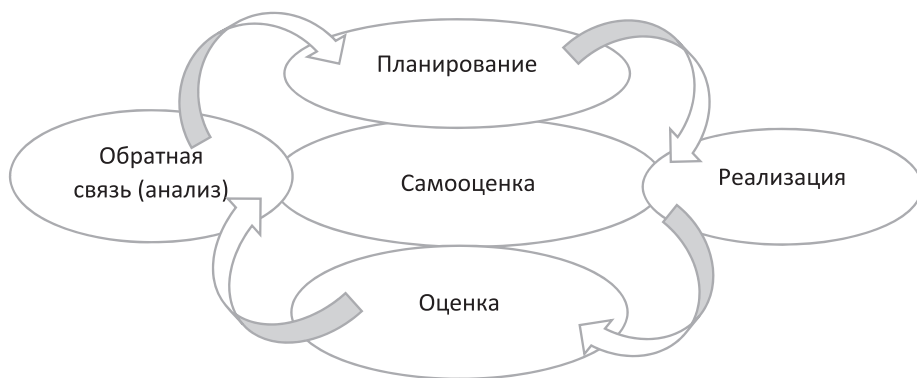 Планирование
Обратная
связь (анализ)
Самооценка
Реализация
Оценка